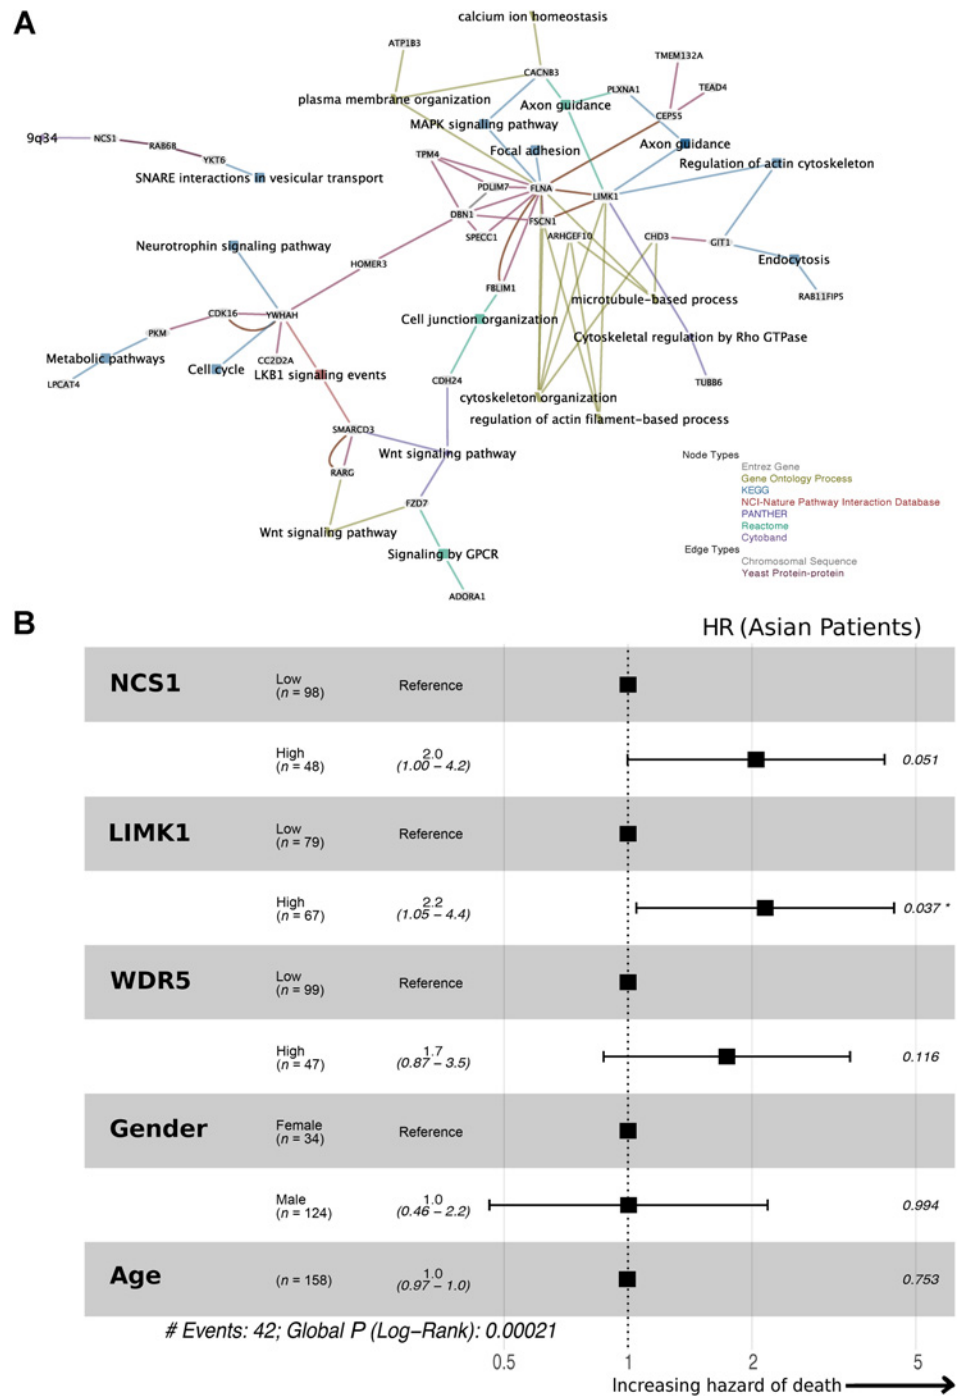 A
calcium ion homeostasis
ATP1B3
TMEM132A
CACNB3
PLXNA1
TEAD4
plasma membrane organization
Axon guidance
CEP55
MAPK signaling pathway
9q34
NCS1
RAB6B
YKT6
Focal adhesion
Axon guidance
TPM4
Regulation of actin cytoskeleton
SNARE interactions in vesicular transport
PDLIM7
FLNA
LIMK1
DBN1
FSCN1
SPECC1
ARHGEF10
CHD3
GIT1
Neurotrophin signaling pathway
HOMER3
Endocytosis
FBLIM1
microtubule-based process
RAB11FIP5
CDK16
YWHAH
Cell junction organization
PKM
Cytoskeletal regulation by Rho GTPase
Metabolic pathways
CC2D2A
Cell cycle
LKB1 signaling events
LPCAT4
CDH24
TUBB6
cytoskeleton organization
regulation of actin filament-based process
SMARCD3
Wnt signaling pathway
RARG
FZD7
Wnt signaling pathway
Signaling by GPCR
ADORA1
Node Types
Entrez Gene
Gene Ontology Process
KEGG
NCI-Nature Pathway Interaction Database
PANTHER
Reactome
Cytoband
Edge Types
Chromosomal Sequence
Yeast Protein-protein
B
HR (Asian Patients)
NCS1 Low (n = 98) Reference
High (n = 48) 2.0 (1.00 – 4.2) 0.051
LIMK1 Low (n = 79) Reference
High (n = 67) 2.2 (1.05 – 4.4) 0.037 *
WDR5 Low (n = 99) Reference
High (n = 47) 1.7 (0.87 – 3.5) 0.116
Gender Female (n = 34) Reference
Male (n = 124) 1.0 (0.46 – 2.2) 0.994
Age (n = 158) 1.0 (0.97 – 1.0) 0.753
# Events: 42; Global P (Log–Rank): 0.00021
0.5 1 2 5
Increasing hazard of death